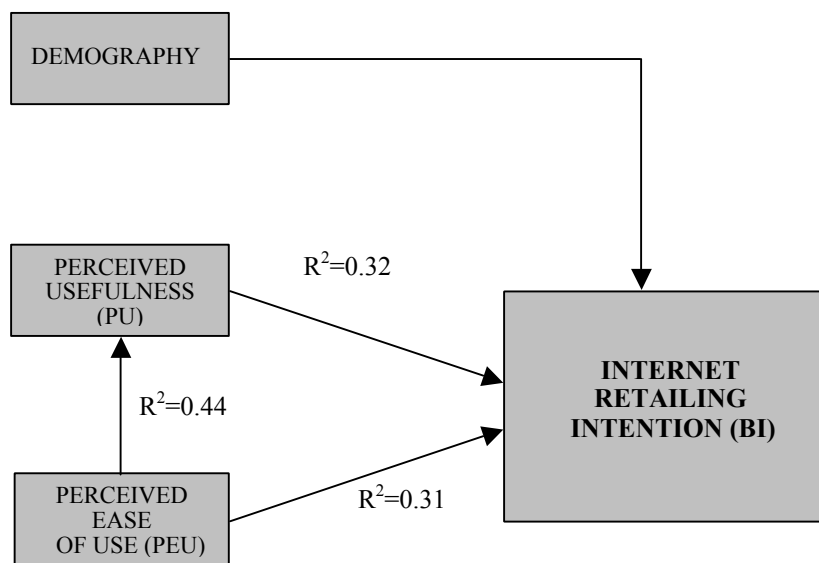 DEMOGRAPHY
R²=0.32
PERCEIVED
USEFULNESS
(PU)
INTERNET
RETAILING
INTENTION (BI)
R²=0.44
PERCEIVED
EASE
OF USE (PEU)
R²=0.31